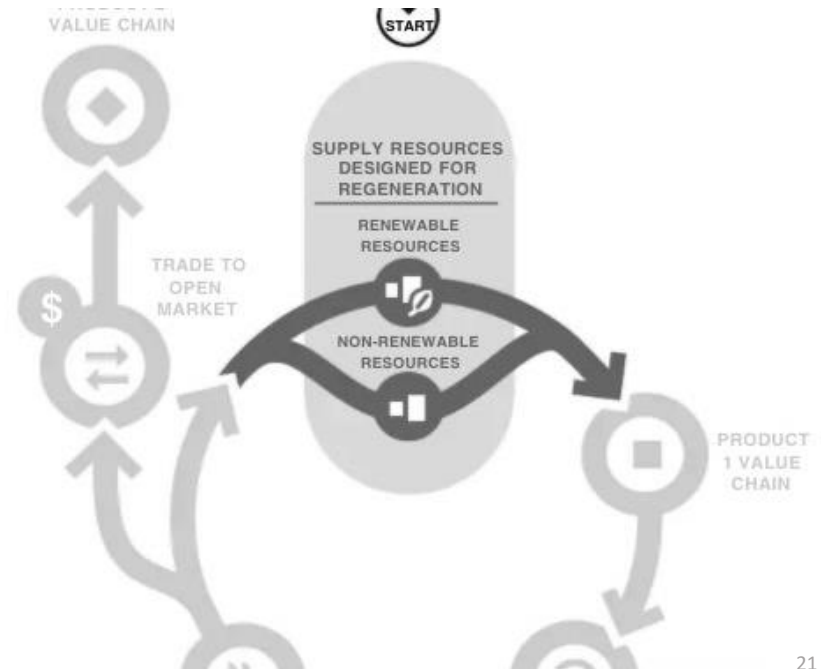 VALUE CHAIN
START
SUPPLY RESOURCES
DESIGNED FOR
REGENERATION
RENEWABLE
RESOURCES
TRADE TO
OPEN
MARKET
$
NON-RENEWABLE
RESOURCES
PRODUCT
1 VALUE
CHAIN
21